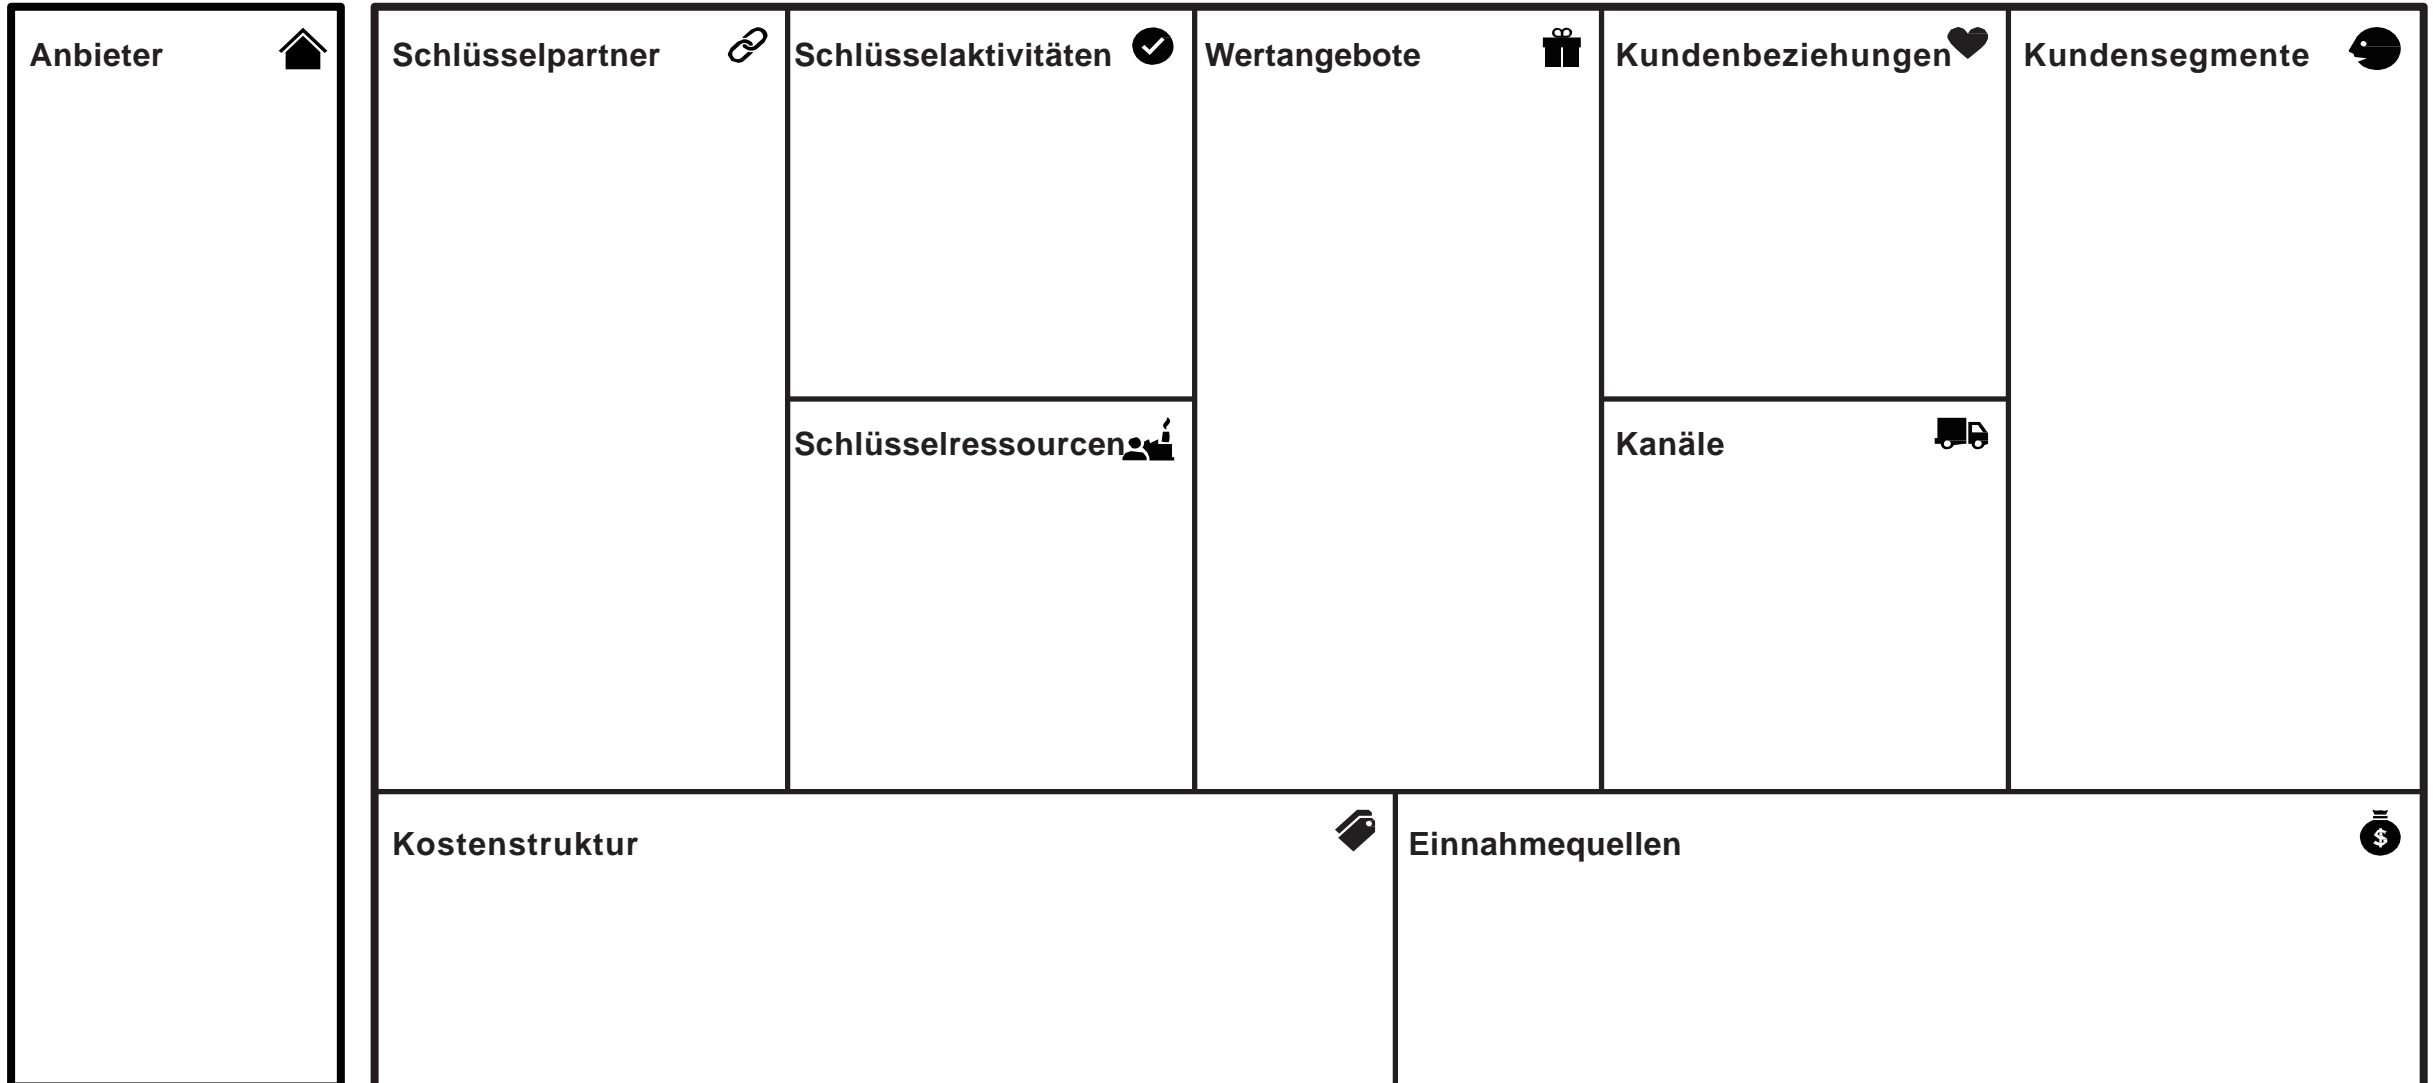 Anbieter
Schlüsselpartner
Schlüsselaktivitäten
Wertangebote
Kundenbeziehungen
Kundensegmente
Schlüsselressourcen
Kanäle
Kostenstruktur
Einnahmequellen
$